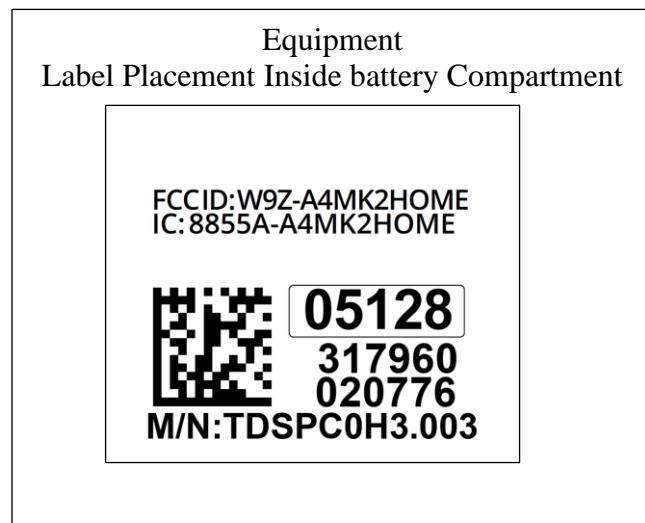 Equipment
Label Placement Inside battery Compartment
FCCID:W9Z-A4MK2HOME
IC:8855A-A4MK2HOME
05128
317960
020776
M/N:TDSPC0H3.003